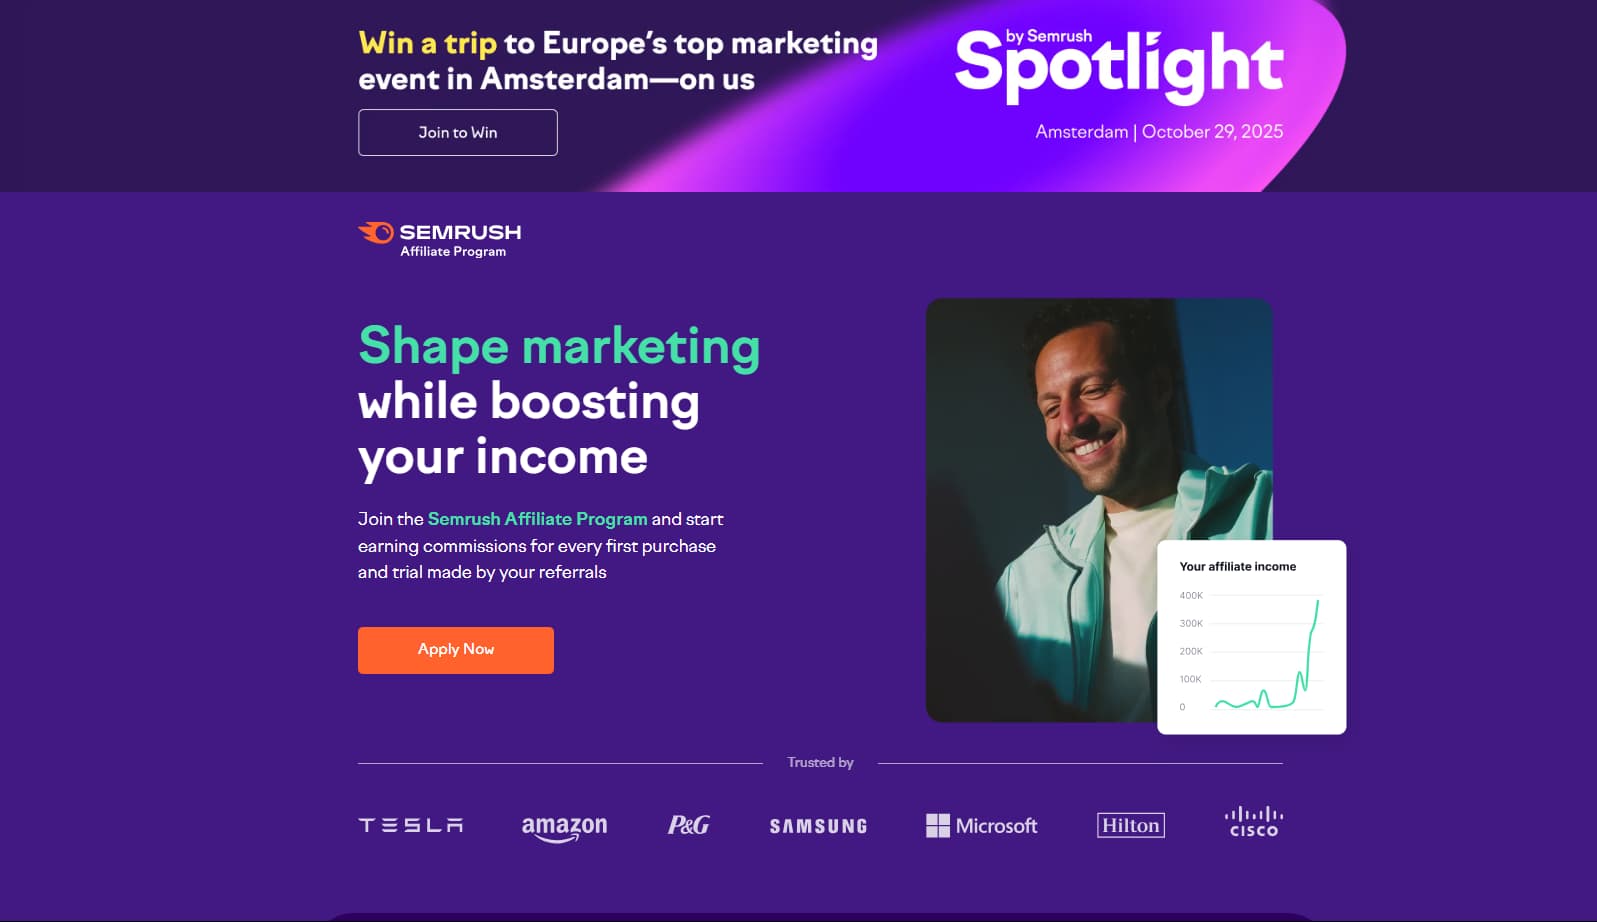 Win a trip to Europe’s top marketing
event in Amsterdam—on us
Join to Win
by Semrush
Spotlight
Amsterdam | October 29, 2025
SEMRUSH
Affiliate Program
Shape marketing
while boosting
your income
Join the Semrush Affiliate Program and start
earning commissions for every first purchase
and trial made by your referrals
Apply Now
Your affiliate income
400K
300K
200K
100K
0
Trusted by
TESLA
amazon
P&G
SAMSUNG
Microsoft
Hilton
CISCO